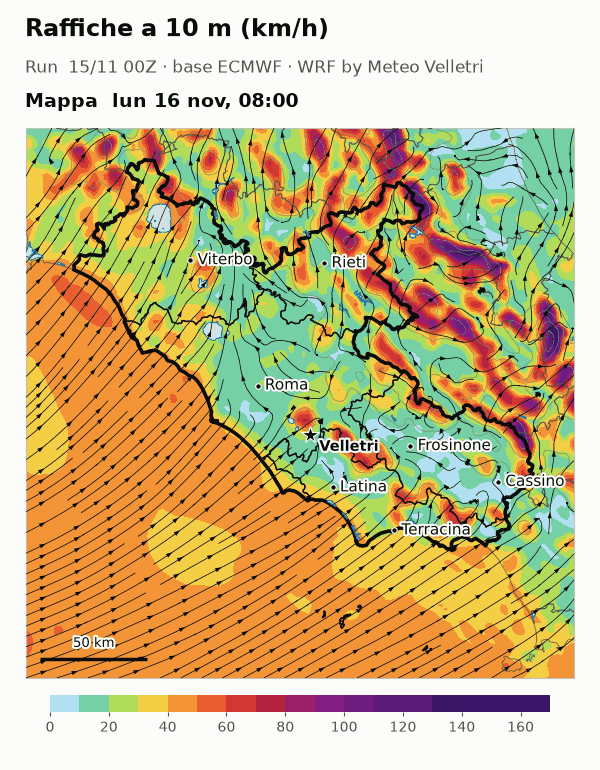 Raffiche a 10 m (km/h)
Run 15/11 00Z · base ECMWF · WRF by Meteo Velletri
Mappa lun 16 nov, 08:00
Viterbo
Rieti
Roma
Velletri
Frosinone
Cassino
Latina
Terracina
50 km
0 20 40 60 80 100 120 140 160